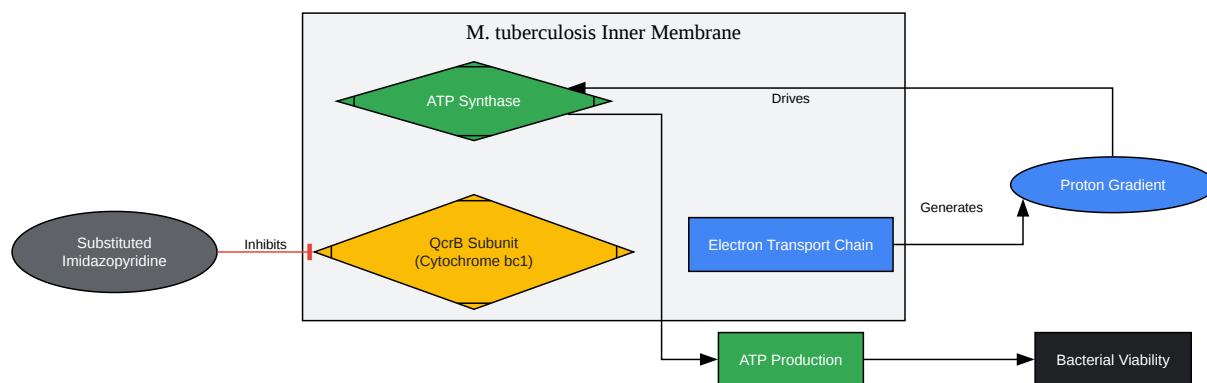 M. tuberculosis Inner Membrane
ATP Synthase
Drives
Proton Gradient
Generates
Substituted
Imidazopyridine
Inhibits
QcrB Subunit
(Cytochrome bc1)
Electron Transport Chain
ATP Production
Bacterial Viability